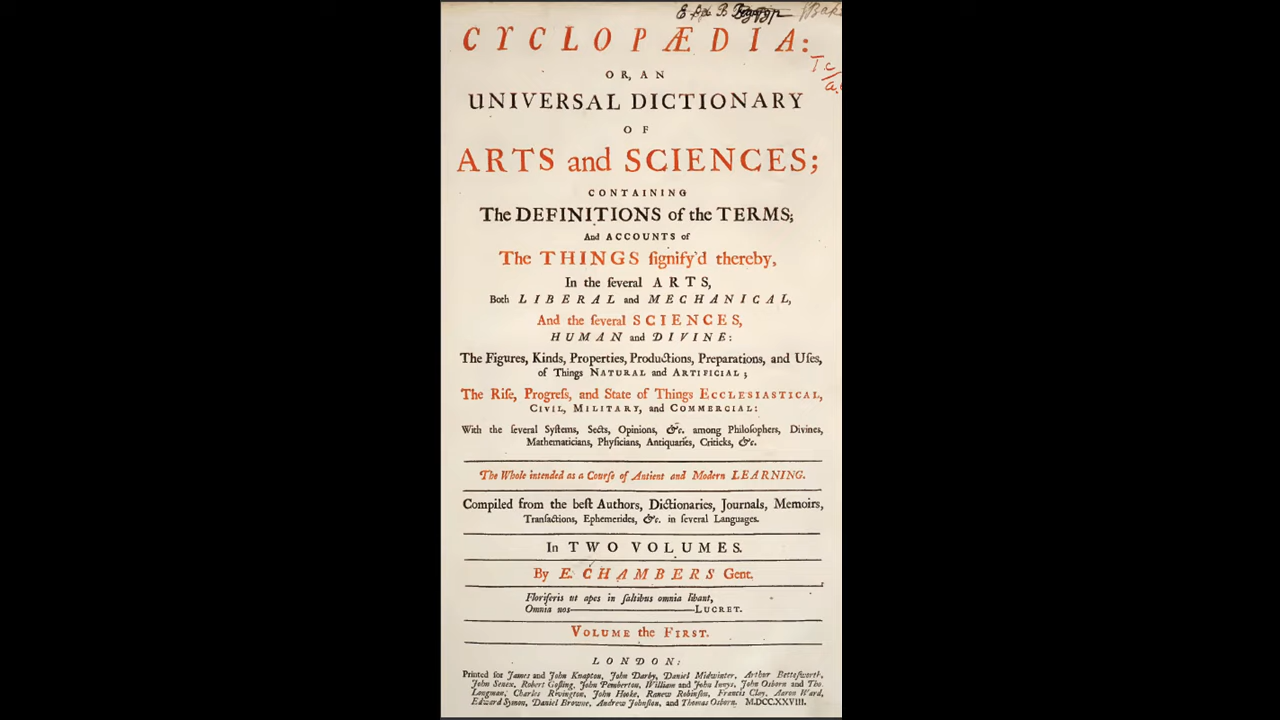 CYCLOPÆDIA:
OR, AN
UNIVERSAL DICTIONARY
OF
ARTS and SCIENCES;
CONTAINING
The DEFINITIONS of the TERMS;
And ACCOUNTS of
The THINGS ſignify'd thereby,
In the ſeveral ARTS,
Both LIBERAL and MECHANICAL,
And the ſeveral SCIENCES,
HUMAN and DIVINE:
The Figures, Kinds, Properties, Productions, Preparations, and Uſes,
of Things NATURAL and ARTIFICIAL;
The Riſe, Progreſs, and State of Things ECCLESIASTICAL,
CIVIL, MILITARY, and COMMERCIAL:
With the ſeveral Syſtems, Sects, Opinions, &c. among Philoſophers, Divines,
Mathematicians, Phyſicians, Antiquaries, Criticks, &c.
The Whole intended as a Courſe of Antient and Modern LEARNING.
Compiled from the beſt Authors, Dictionaries, Journals, Memoirs,
Tranſactions, Ephemerides, &c. in ſeveral Languages.
In TWO VOLUMES.
By E. CHAMBERS Gent.
Floriferis ut apes in ſaltibus omnia libant,
Omnia nos———LUCRET.
VOLUME the FIRST.
LONDON:
Printed for James and John Knapton, John Darby, Daniel Midwinter, Arthur Betteſworth,
John Senex, Robert Goſling, John Pemberton, William and John Innys, John Osborn and Tho.
Longman, Charles Rivington, John Hooke, Ranew Robinſon, Francis Clay, Aaron Ward,
Edward Symon, Daniel Browne, Andrew Johnſton, and Thomas Osborn. M.DCC.XXVIII.